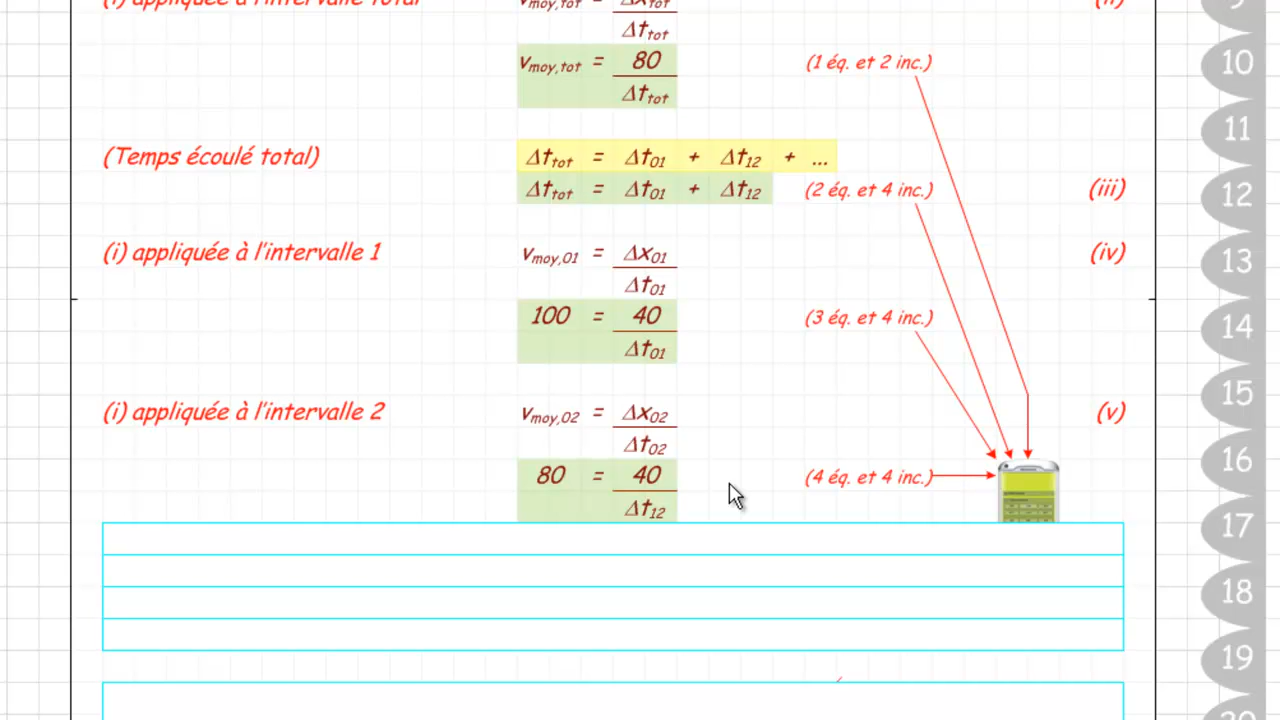 (i) appliquée à l'intervalle total v_moy,tot = Δx_tot (ii)
Δt_tot
v_moy,tot = 80 (1 éq. et 2 inc.)
Δt_tot
(Temps écoulé total) Δt_tot = Δt_01 + Δt_12 + ...
Δt_tot = Δt_01 + Δt_12 (2 éq. et 4 inc.) (iii)
(i) appliquée à l'intervalle 1 v_moy,01 = Δx_01 (iv)
Δt_01
100 = 40 (3 éq. et 4 inc.)
Δt_01
(i) appliquée à l'intervalle 2 v_moy,02 = Δx_02 (v)
Δt_02
80 = 40 (4 éq. et 4 inc.)
Δt_12
9
10
11
12
13
14
15
16
17
18
19
20